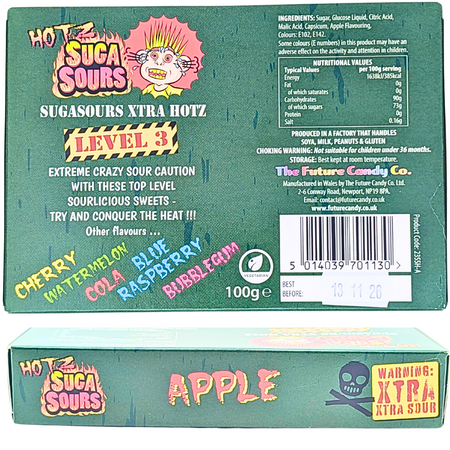 HOTZ
SUGA
SOURS
SUGASOURS XTRA HOTZ
LEVEL 3
EXTREME CRAZY SOUR CAUTION
WITH THESE TOP LEVEL
SOURLICIOUS SWEETS -
TRY AND CONQUER THE HEAT !!!
Other flavours ...
CHERRY
WATERMELON
COLA
BLUE
RASPBERRY
BUBBLEGUM
VEGETARIAN
100g℮
INGREDIENTS: Sugar, Glucose Liquid, Citric Acid,
Malic Acid, Capsicum, Apple Flavouring.
Colours: E102, E142.
Some colours (E numbers) in this product may have an
adverse effect on the activity and attention in children.
NUTRITIONAL VALUES
Typical Values per 100g serving
Energy 1638kJ/385kcal
Fat 0g
of which saturates 0g
Carbohydrates 90g
of which sugars 73g
Protein 0g
Salt 0.16g
PRODUCED IN A FACTORY THAT HANDLES
SOYA, MILK, PEANUTS & GLUTEN
CHOKING WARNING: Not suitable for children under 36 months.
STORAGE: Best kept at room temperature.
The Future Candy Co.
Manufactured in Wales by The Future Candy Co. Ltd.
2-6 Conway Road, Newport, NP19 8PA.
Email: contact@futurecandy.co.uk
www.futurecandy.co.uk
5 014039 701130 >
Product Code: 235SH-A
BEST
BEFORE:
13 11 26
HOTZ
SUGA
SOURS
APPLE
WARNING:
XTRA
XTRA SOUR